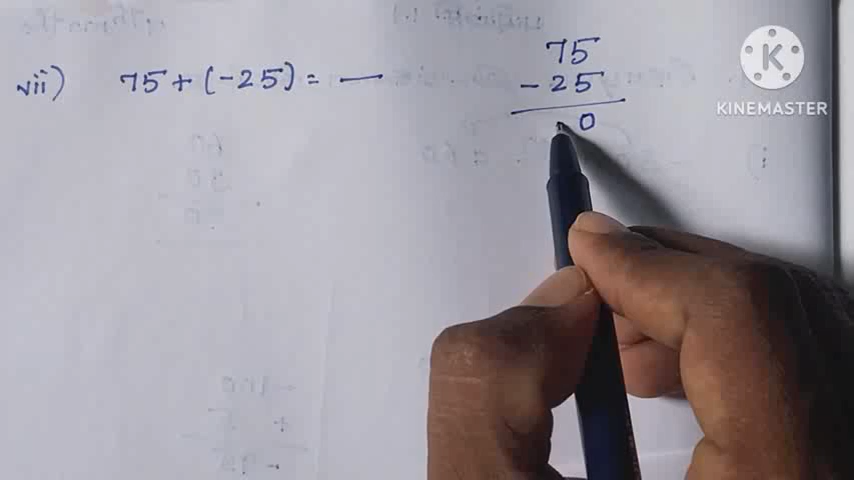 vii) 75 + (-25) = —
75
- 25
0
KINEMASTER